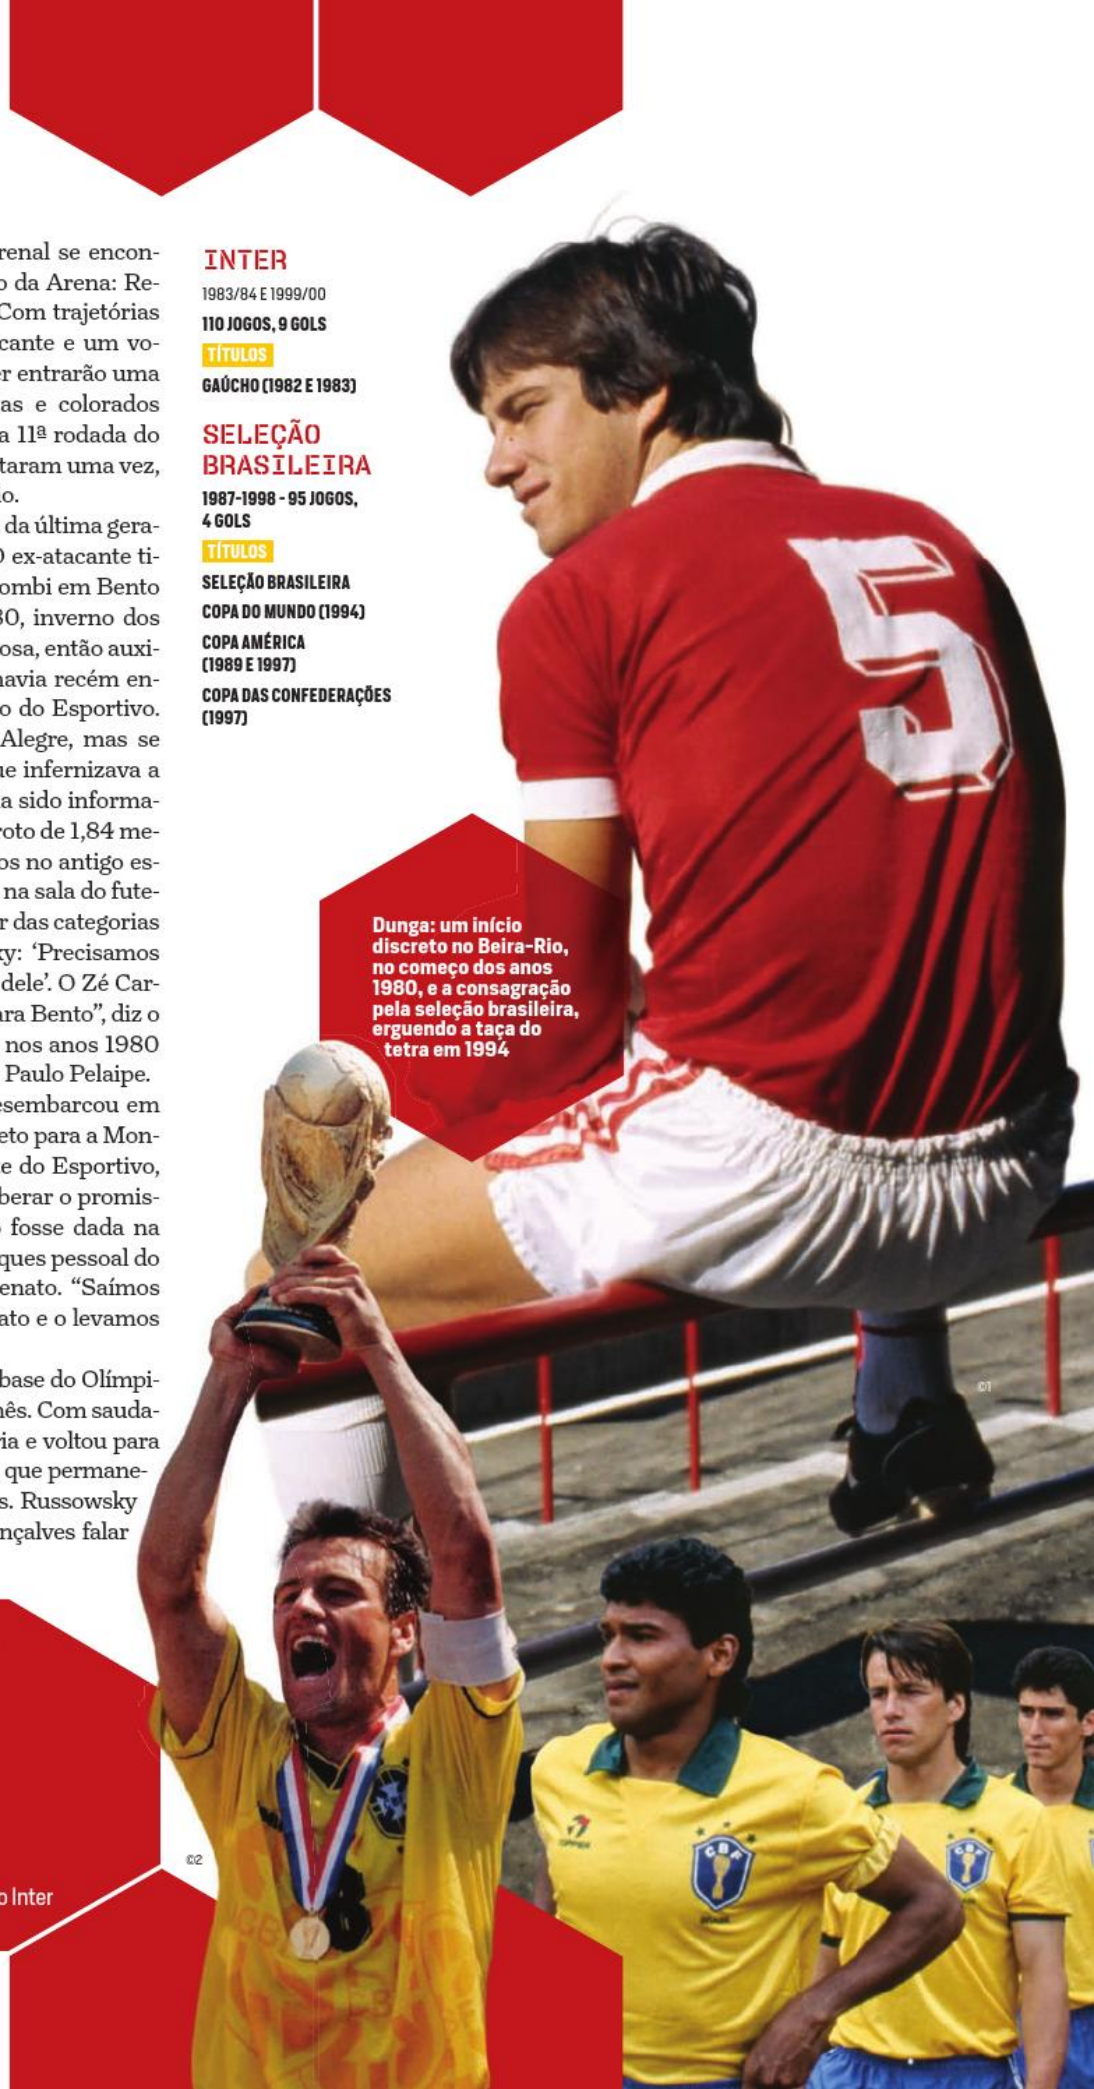 renal se encon-
o da Arena: Re-
Com trajetórias
cante e um vo-
r entrarão uma
as e colorados
a 11ª rodada do
taram uma vez,
o.
da última gera-
O ex-atacante ti-
ombi em Bento
80, inverno dos
osa, então auxi-
havia recém en-
o do Esportivo.
Alegre, mas se
ue infernizava a
a sido informa-
roto de 1,84 me-
os no antigo es-
na sala do fute-
r das categorias
ky: ‘Precisamos
dele’. O Zé Car-
ara Bento”, diz o
nos anos 1980
Paulo Pelaipe.
esembarcou em
eto para a Mon-
e do Esportivo,
berar o promis-
fosse dada na
ques pessoal do
enato. “Saímos
ato e o levamos
base do Olímpi-
nês. Com sauda-
ria e voltou para
que permane-
s. Russowsky
nçalves falar
o Inter
INTER
1983/84 E 1999/00
110 JOGOS, 9 GOLS
TÍTULOS
GAÚCHO (1982 E 1983)
SELEÇÃO
BRASILEIRA
1987-1998 - 95 JOGOS,
4 GOLS
TÍTULOS
SELEÇÃO BRASILEIRA
COPA DO MUNDO (1994)
COPA AMÉRICA
(1989 E 1997)
COPA DAS CONFEDERAÇÕES
(1997)
5
Dunga: um início
discreto no Beira-Rio,
no começo dos anos
1980, e a consagração
pela seleção brasileira,
erguendo a taça do
tetra em 1994
©1
©2
CBF
BRASIL
CBF